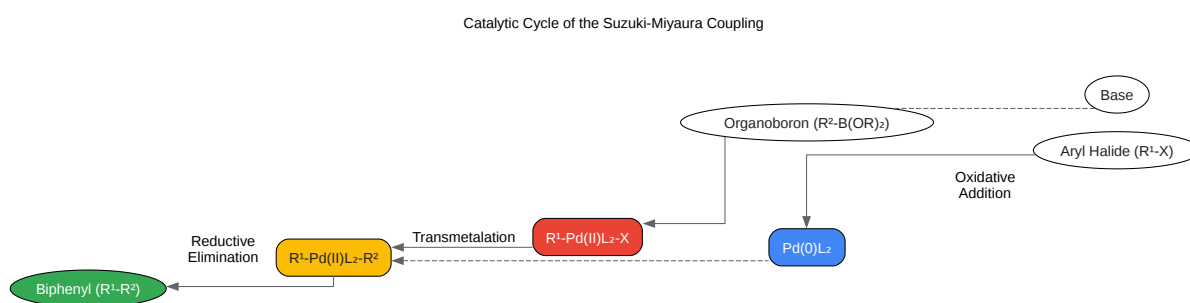 Catalytic Cycle of the Suzuki-Miyaura Coupling
Base
Organoboron (R²-B(OR)₂)
Aryl Halide (R¹-X)
Oxidative
Addition
R¹-Pd(II)L₂-X
Transmetalation
Pd(0)L₂
Reductive
Elimination
R¹-Pd(II)L₂-R²
Biphenyl (R¹-R²)